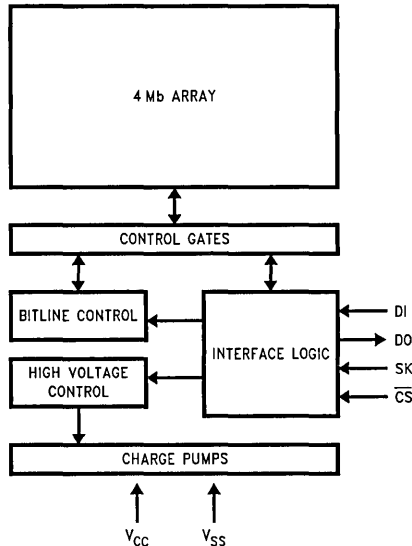 4 Mb ARRAY
CONTROL GATES
BITLINE CONTROL
INTERFACE LOGIC
DI
DO
SK
C̅S̅
HIGH VOLTAGE
CONTROL
CHARGE PUMPS
VCC
VSS